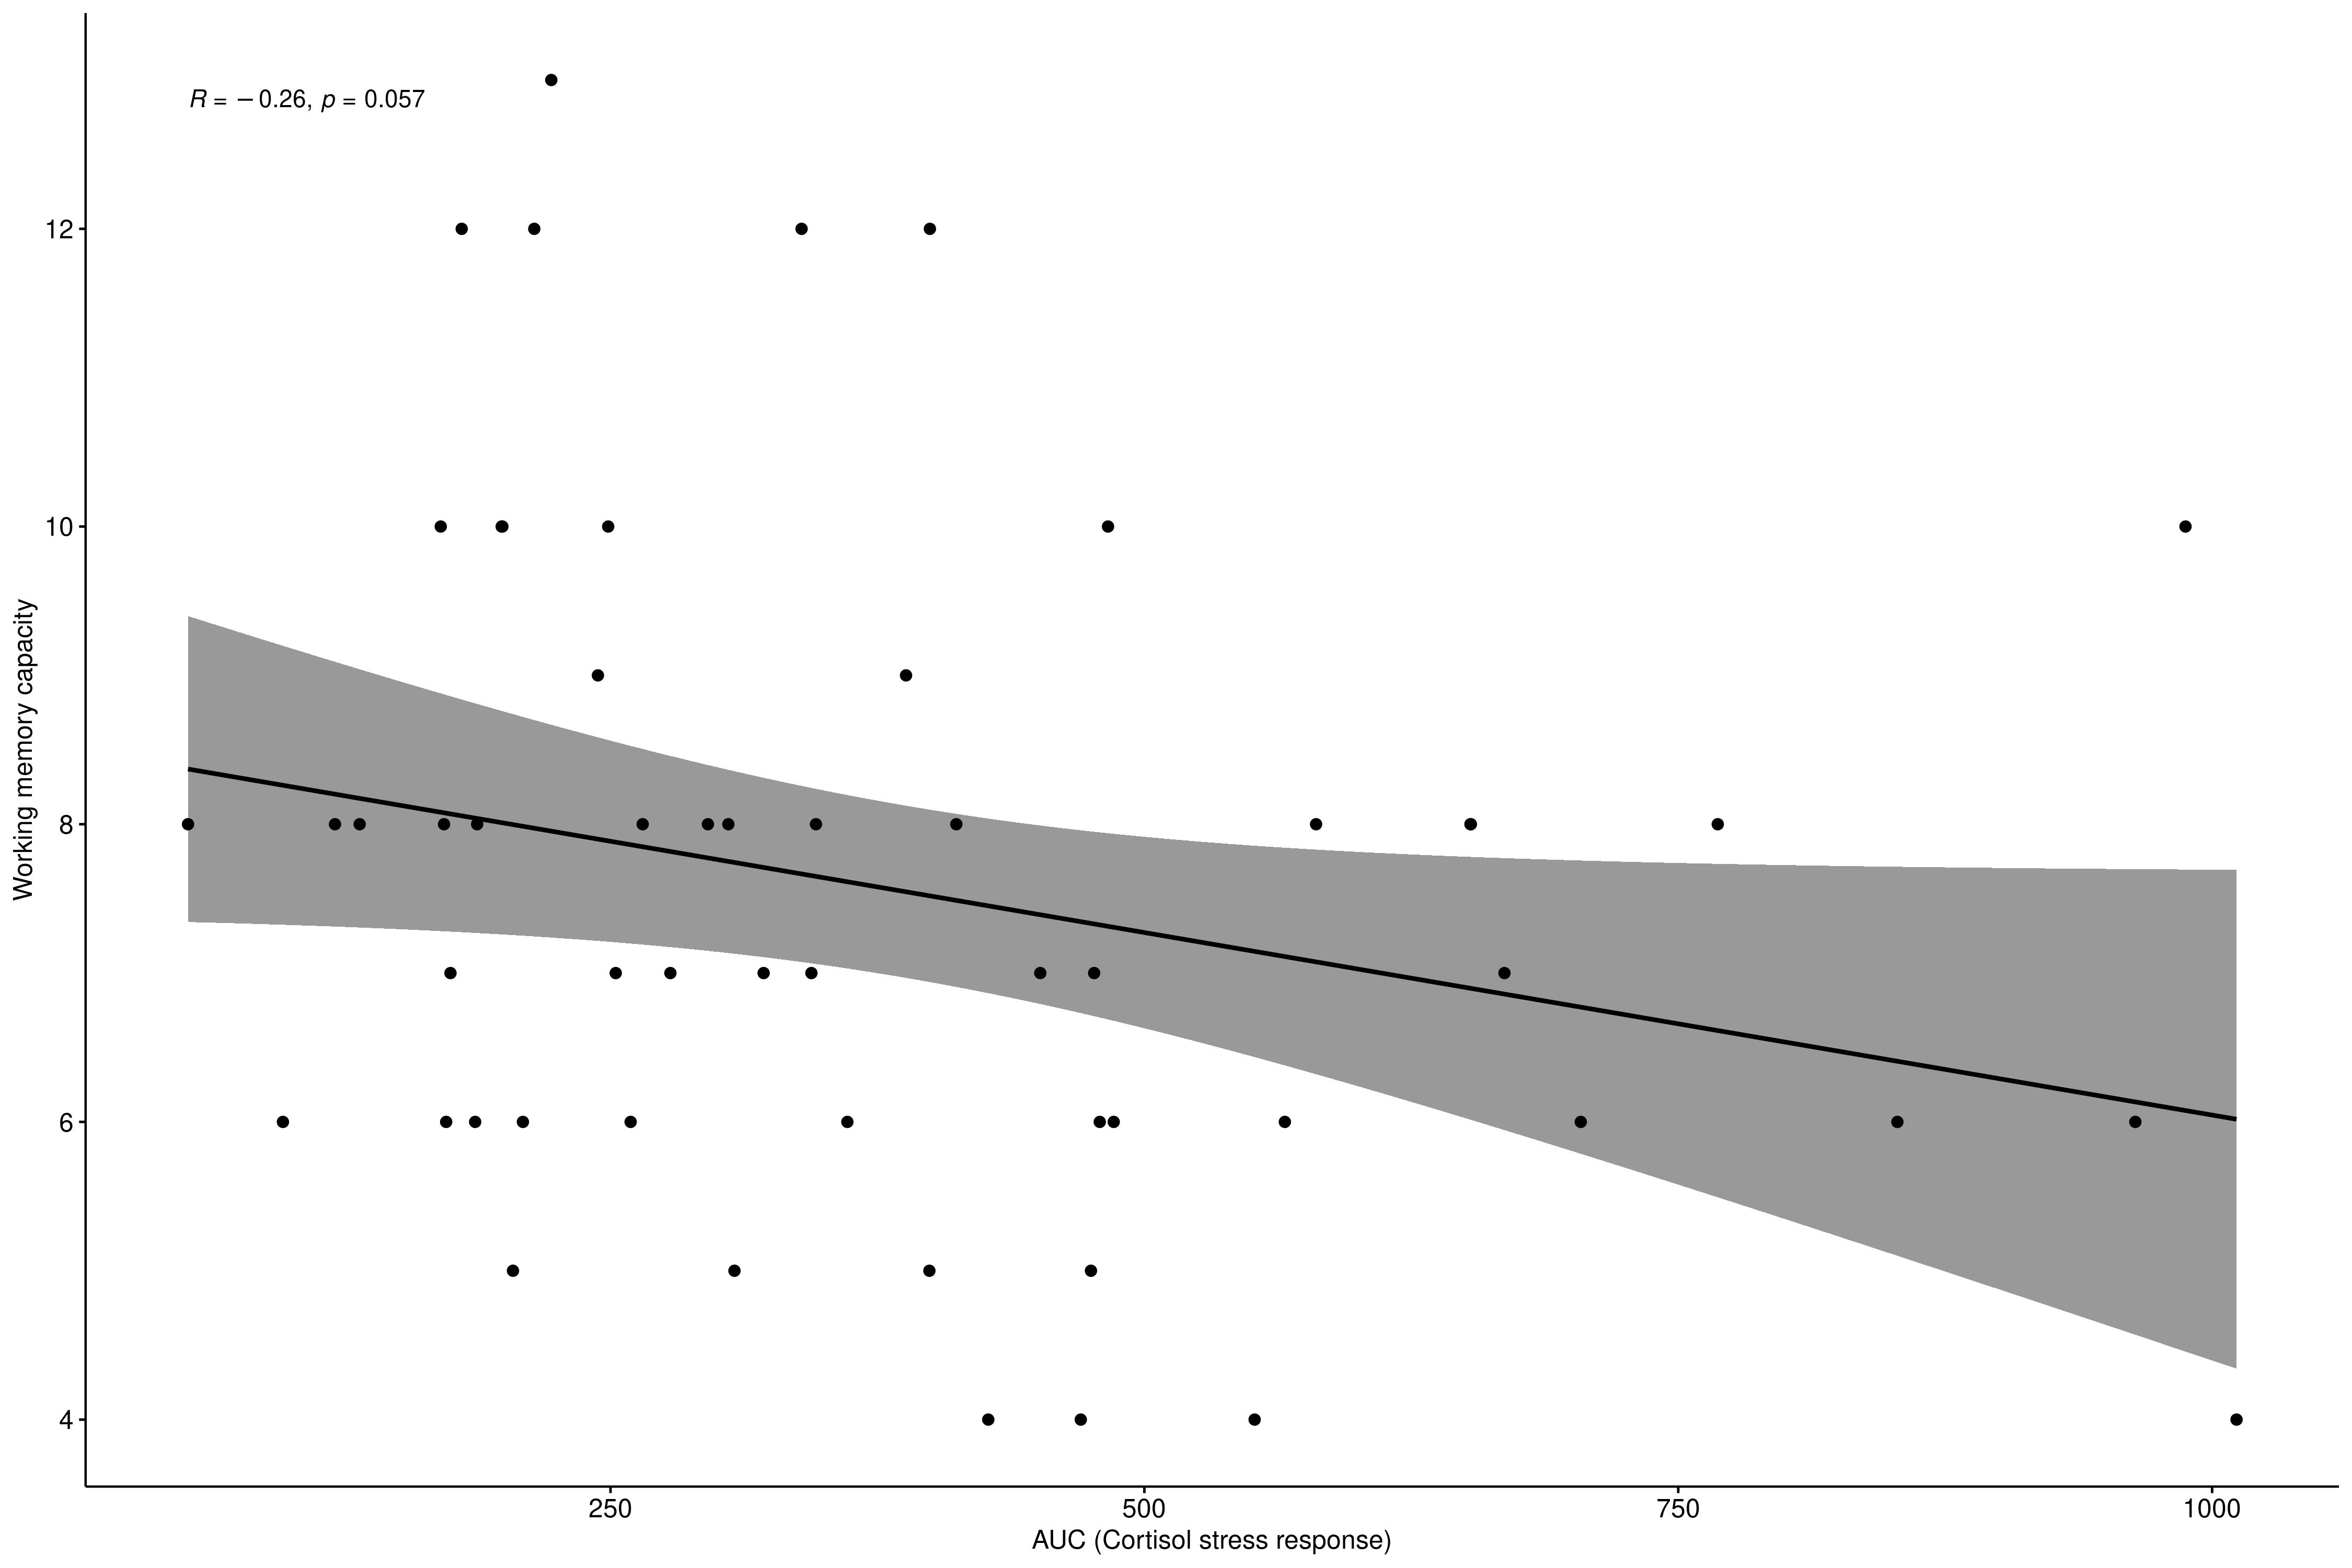 R = −0.26, p = 0.057
12
10
8
6
4
Working memory capacity
250 500 750 1000
AUC (Cortisol stress response)